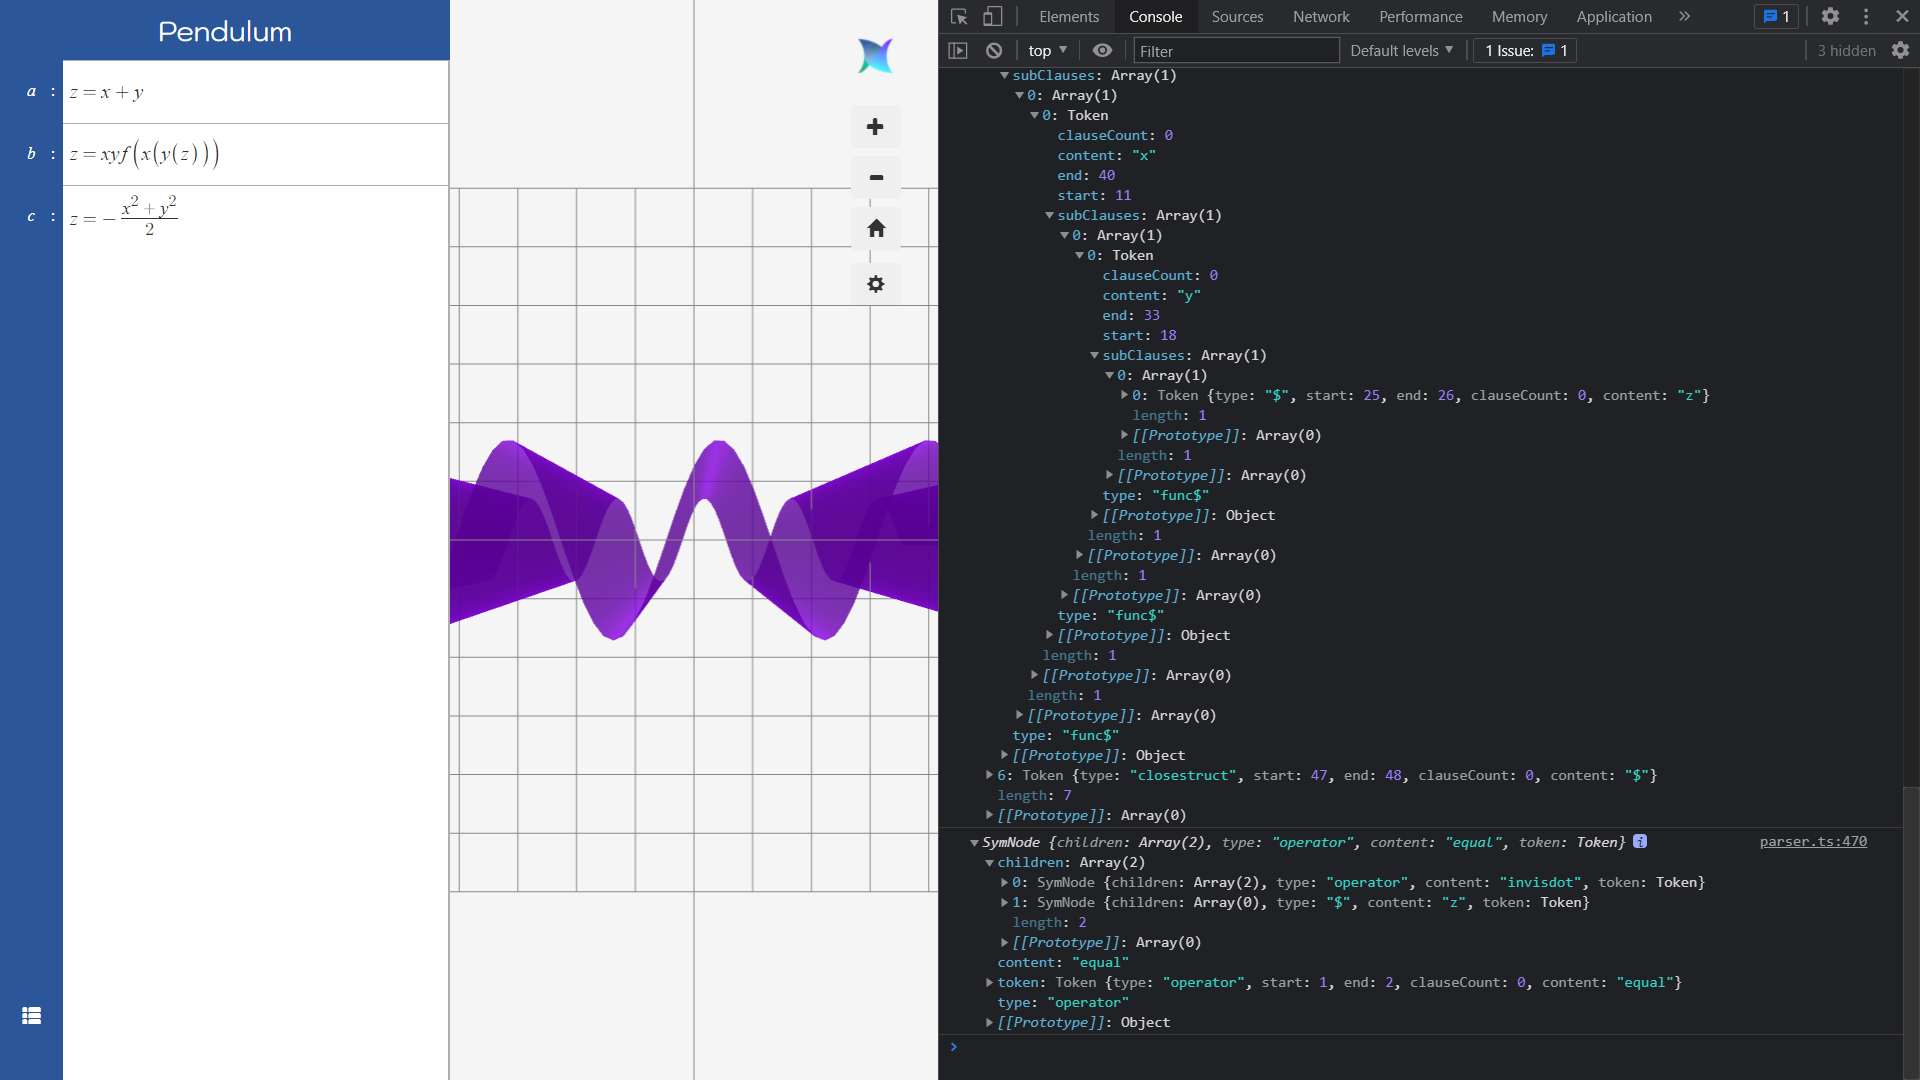 Pendulum
a : z = x + y
b : z = xyf(x(y(z)))
c : z = − (x² + y²)/2
Elements Console Sources Network Performance Memory Application » 1
top ▼ Filter Default levels ▼ 1 Issue: 1 3 hidden
▼subClauses: Array(1)
▼0: Array(1)
▼0: Token
clauseCount: 0
content: "x"
end: 40
start: 11
▼subClauses: Array(1)
▼0: Array(1)
▼0: Token
clauseCount: 0
content: "y"
end: 33
start: 18
▼subClauses: Array(1)
▼0: Array(1)
▶0: Token {type: "$", start: 25, end: 26, clauseCount: 0, content: "z"}
length: 1
▶[[Prototype]]: Array(0)
length: 1
▶[[Prototype]]: Array(0)
type: "func$"
▶[[Prototype]]: Object
length: 1
▶[[Prototype]]: Array(0)
length: 1
▶[[Prototype]]: Array(0)
type: "func$"
▶[[Prototype]]: Object
length: 1
▶[[Prototype]]: Array(0)
length: 1
▶[[Prototype]]: Array(0)
type: "func$"
▶[[Prototype]]: Object
▶6: Token {type: "closestruct", start: 47, end: 48, clauseCount: 0, content: "$"}
length: 7
▶[[Prototype]]: Array(0)
▼SymNode {children: Array(2), type: "operator", content: "equal", token: Token} i parser.ts:470
▼children: Array(2)
▶0: SymNode {children: Array(2), type: "operator", content: "invisdot", token: Token}
▶1: SymNode {children: Array(0), type: "$", content: "z", token: Token}
length: 2
▶[[Prototype]]: Array(0)
content: "equal"
▶token: Token {type: "operator", start: 1, end: 2, clauseCount: 0, content: "equal"}
type: "operator"
▶[[Prototype]]: Object
>